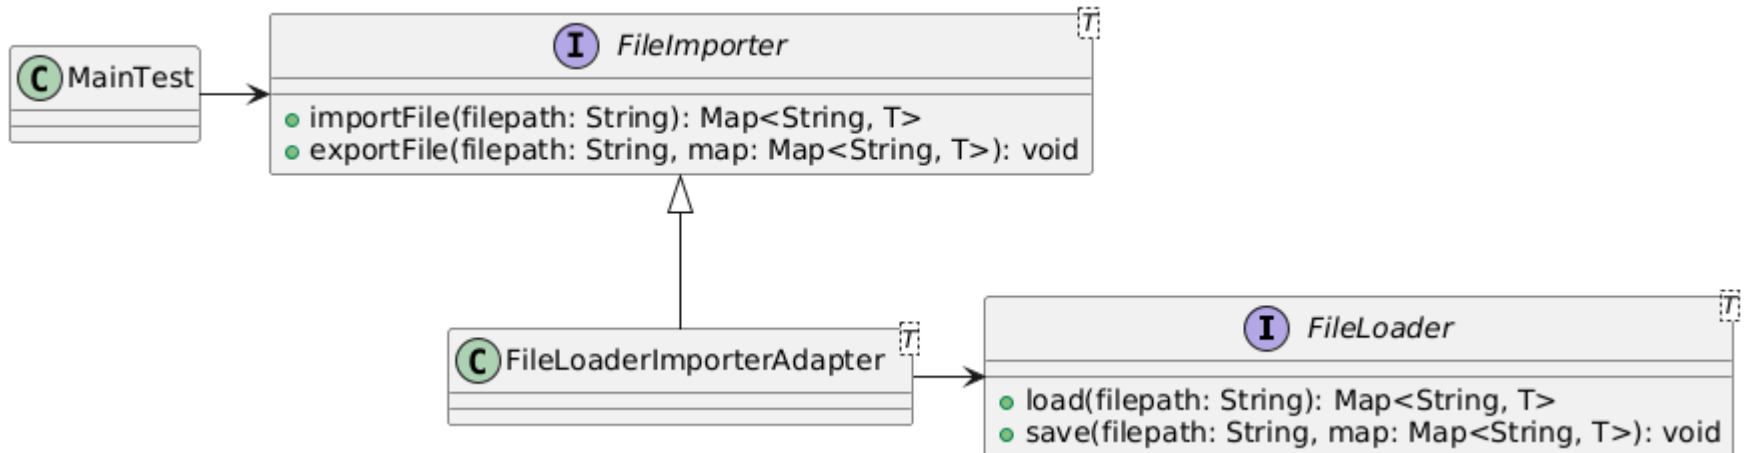 T
I FileImporter
C MainTest
importFile(filepath: String): Map<String, T>
exportFile(filepath: String, map: Map<String, T>): void
T
I FileLoader
T
C FileLoaderImporterAdapter
load(filepath: String): Map<String, T>
save(filepath: String, map: Map<String, T>): void